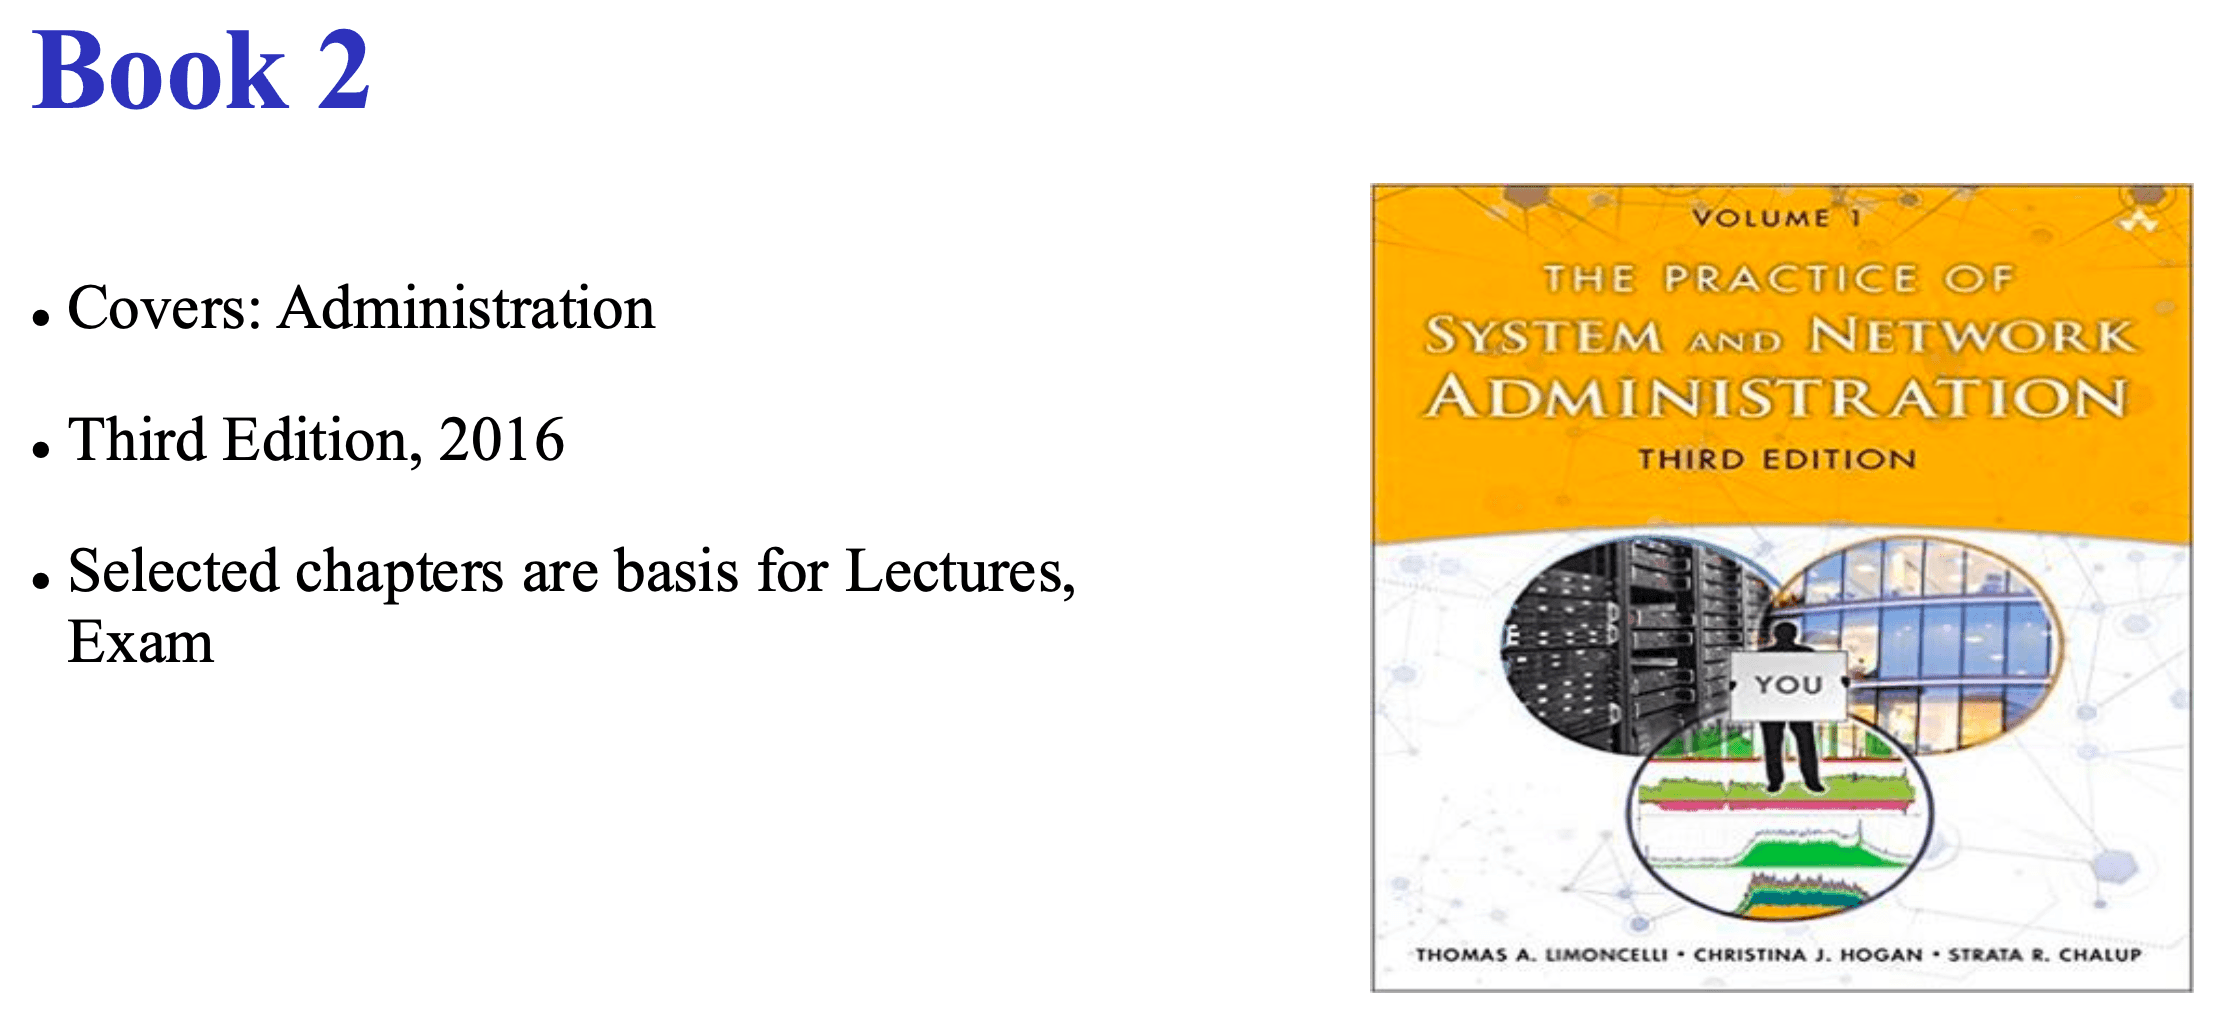 Book 2
• Covers: Administration
• Third Edition, 2016
• Selected chapters are basis for Lectures,
Exam
VOLUME 1
THE PRACTICE OF
SYSTEM AND NETWORK
ADMINISTRATION
THIRD EDITION
YOU
THOMAS A. LIMONCELLI • CHRISTINA J. HOGAN • STRATA R. CHALUP